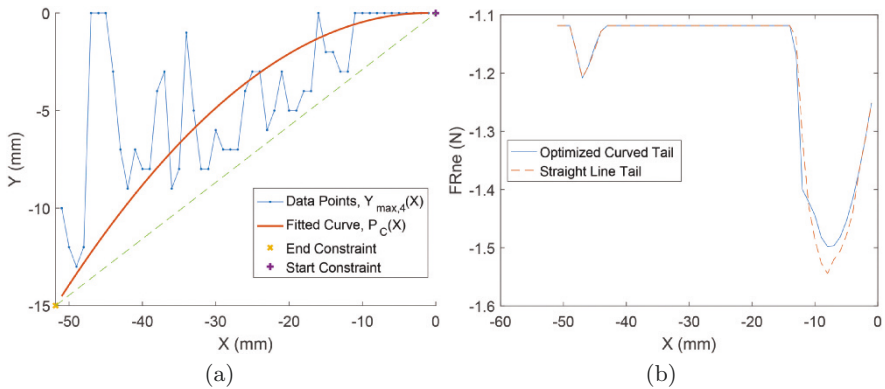 0
-5
-10
-15
Y (mm)
-50
-40
-30
-20
-10
0
X (mm)
Data Points, Y_max,4(X)
Fitted Curve, P_C(X)
End Constraint
Start Constraint
(a)
-1.1
-1.2
-1.3
-1.4
-1.5
-1.6
FRne (N)
Optimized Curved Tail
Straight Line Tail
-60
-50
-40
-30
-20
-10
0
X (mm)
(b)